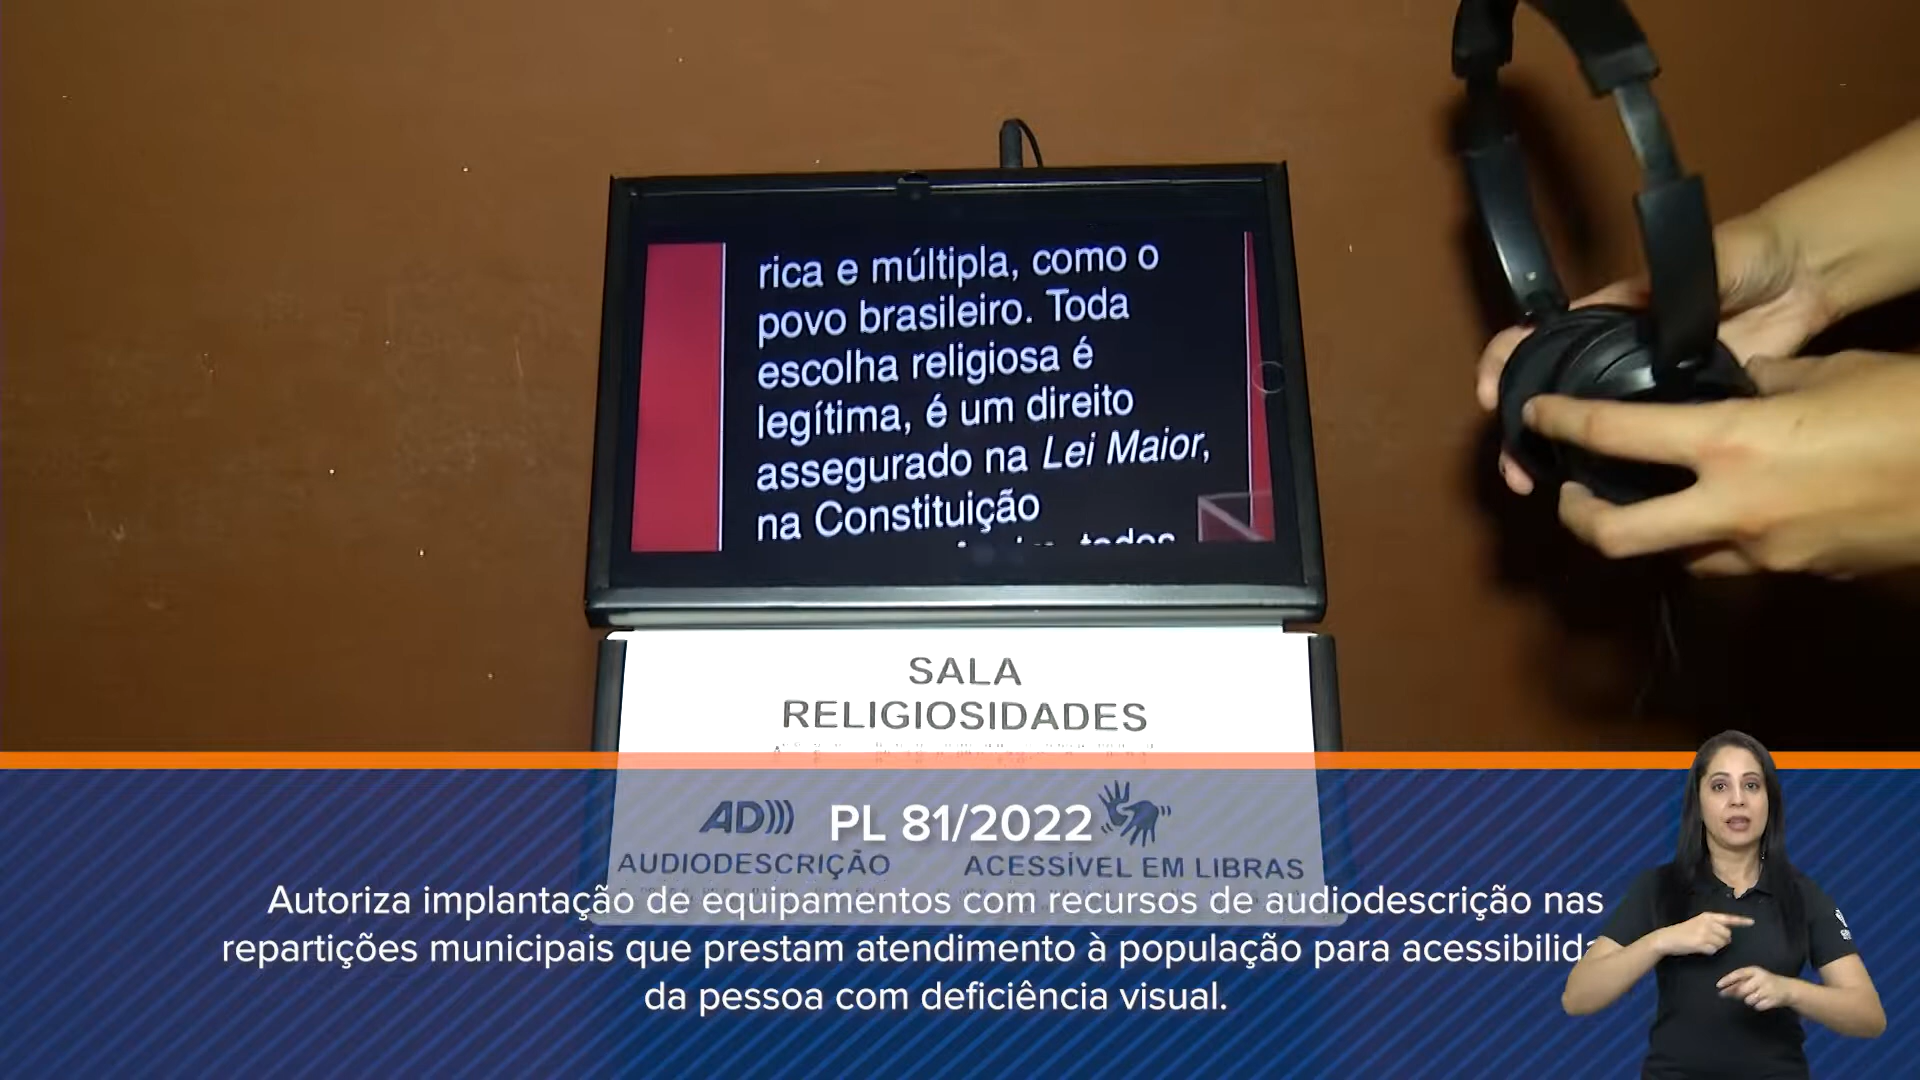 rica e múltipla, como o
povo brasileiro. Toda
escolha religiosa é
legítima, é um direito
assegurado na Lei Maior,
na Constituição
todos
SALA
RELIGIOSIDADES
AD)))
PL 81/2022
AUDIODESCRIÇÃO
ACESSÍVEL EM LIBRAS
Autoriza implantação de equipamentos com recursos de audiodescrição nas
repartições municipais que prestam atendimento à população para
da pessoa com deficiência visual.